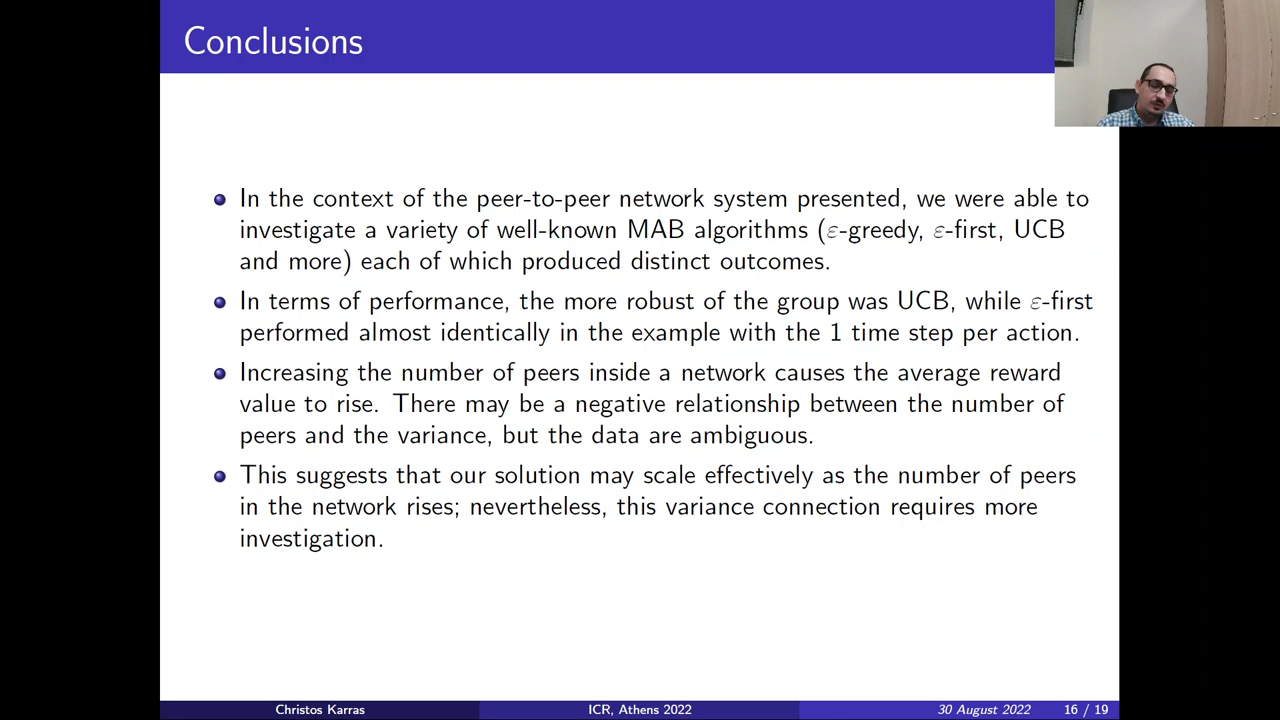 Conclusions
In the context of the peer-to-peer network system presented, we were able to
investigate a variety of well-known MAB algorithms (ε-greedy, ε-first, UCB
and more) each of which produced distinct outcomes.
In terms of performance, the more robust of the group was UCB, while ε-first
performed almost identically in the example with the 1 time step per action.
Increasing the number of peers inside a network causes the average reward
value to rise. There may be a negative relationship between the number of
peers and the variance, but the data are ambiguous.
This suggests that our solution may scale effectively as the number of peers
in the network rises; nevertheless, this variance connection requires more
investigation.
Christos Karras ICR, Athens 2022 30 August 2022 16 / 19